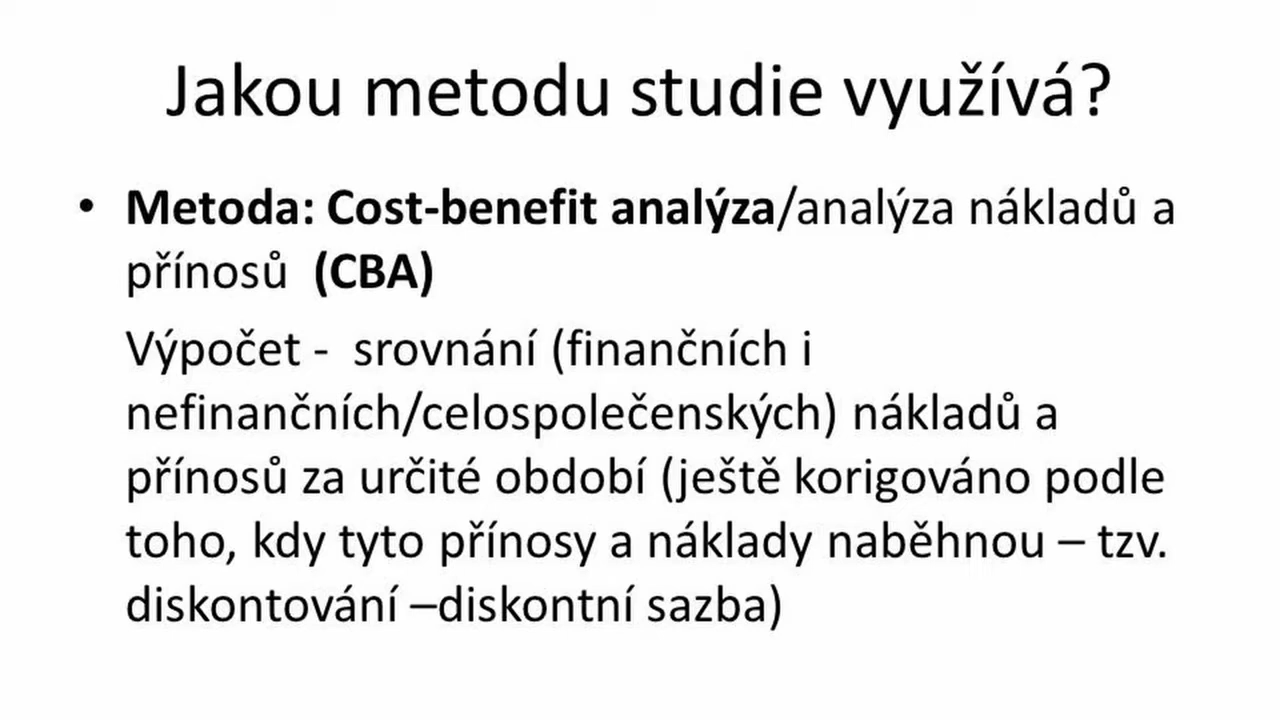 Jakou metodu studie využívá?
• Metoda: Cost-benefit analýza/analýza nákladů a
přínosů (CBA)
Výpočet - srovnání (finančních i
nefinančních/celospolečenských) nákladů a
přínosů za určité období (ještě korigováno podle
toho, kdy tyto přínosy a náklady naběhnou – tzv.
diskontování –diskontní sazba)